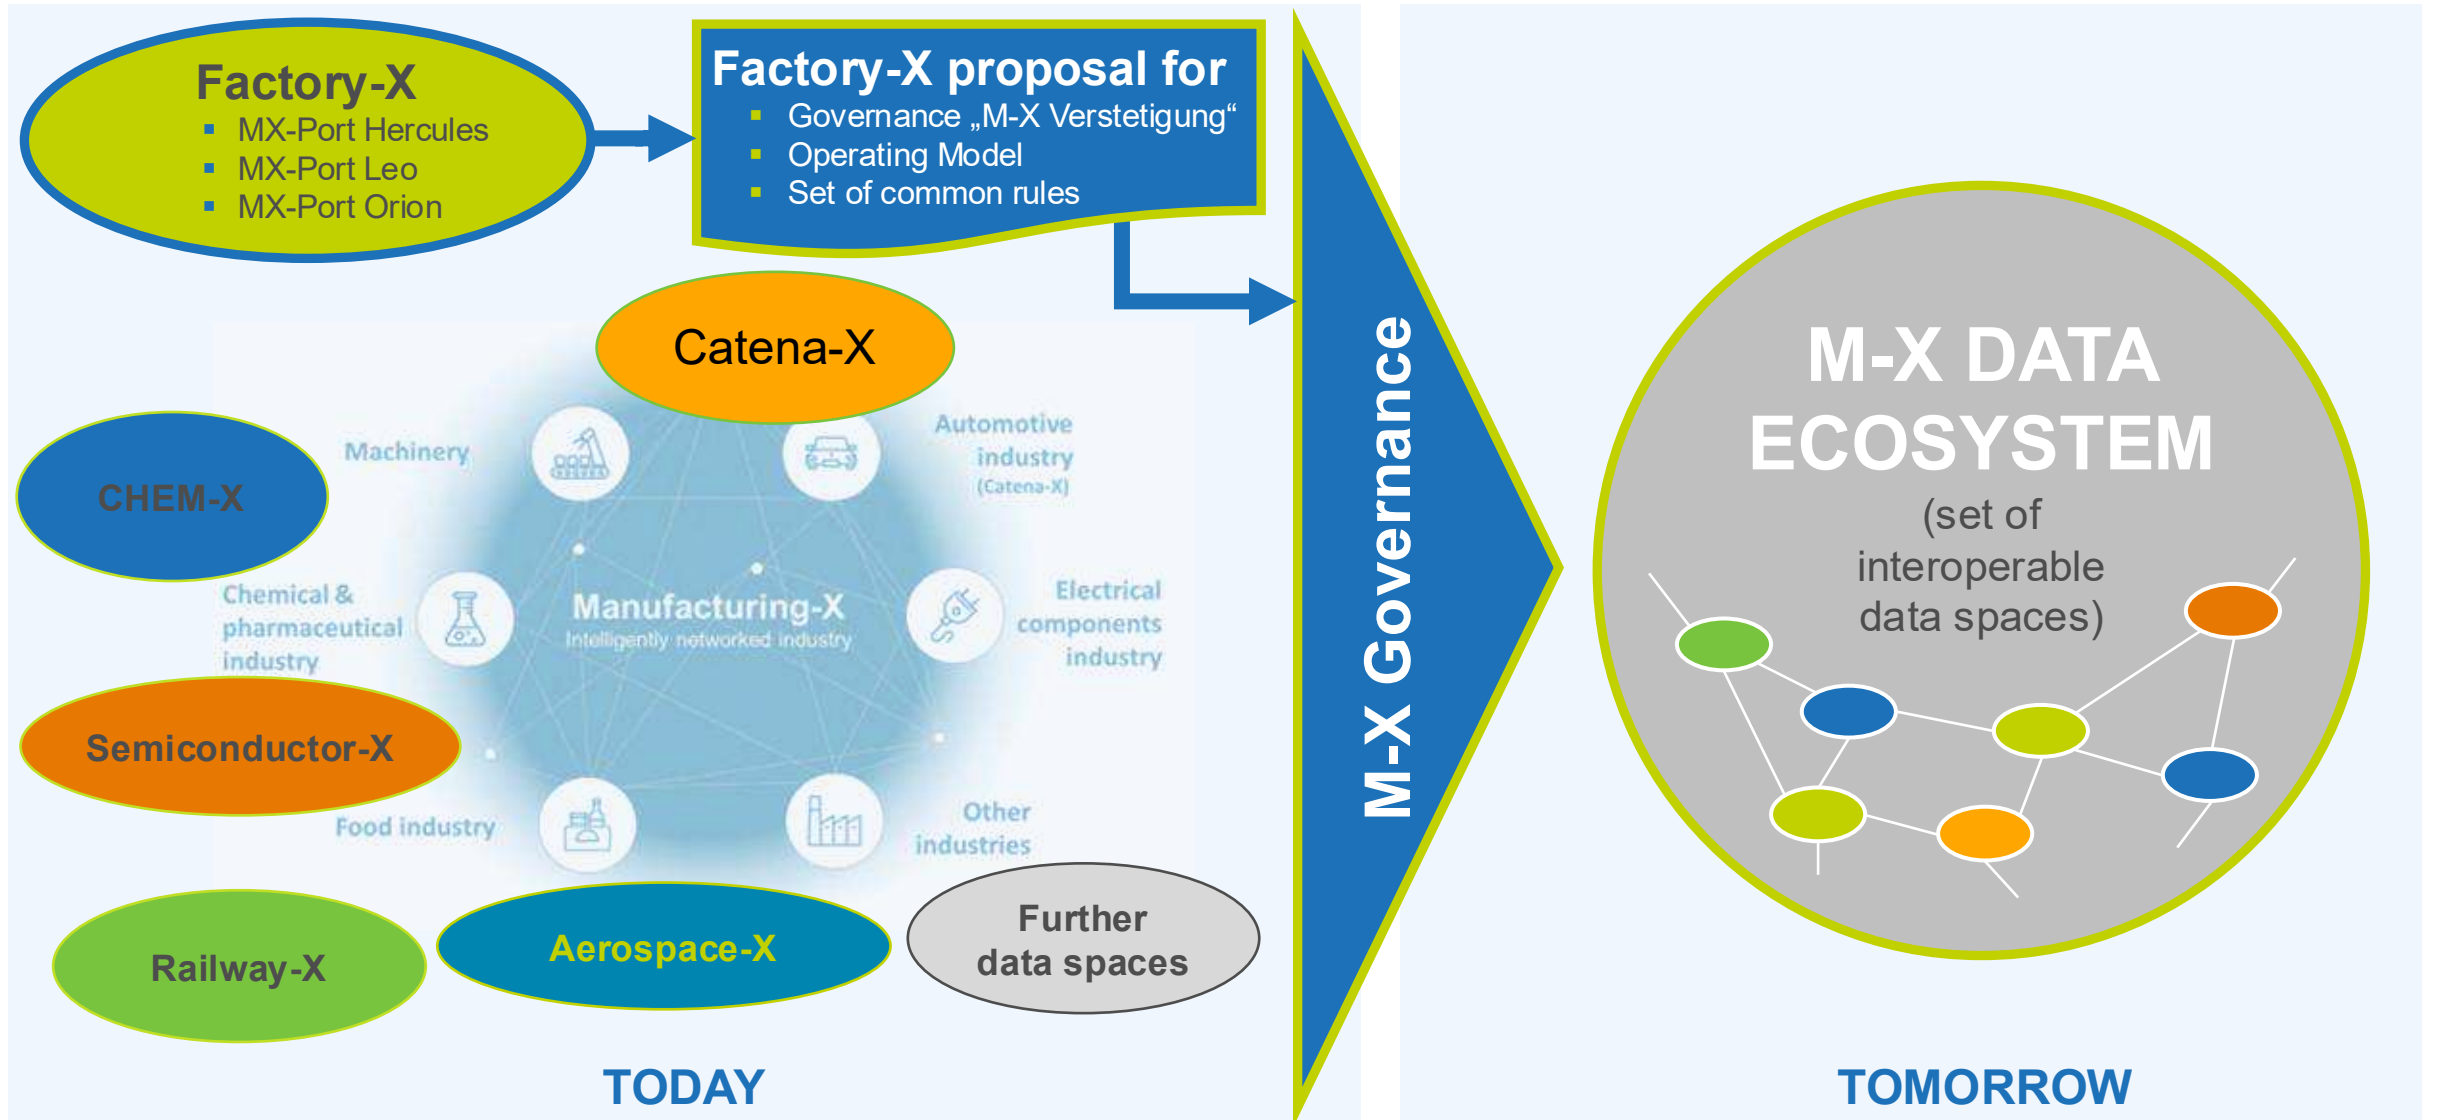 Factory-X
▪ MX-Port Hercules
▪ MX-Port Leo
▪ MX-Port Orion
Factory-X proposal for
▪ Governance „M-X Verstetigung“
▪ Operating Model
▪ Set of common rules
Catena-X
Machinery
Automotive
industry
(Catena-X)
CHEM-X
Chemical &
pharmaceutical
industry
Manufacturing-X
Intelligently networked industry
Electrical
components
industry
Semiconductor-X
Food industry
Other
industries
Railway-X
Aerospace-X
Further
data spaces
TODAY
M-X Governance
M-X DATA
ECOSYSTEM
(set of
interoperable
data spaces)
TOMORROW